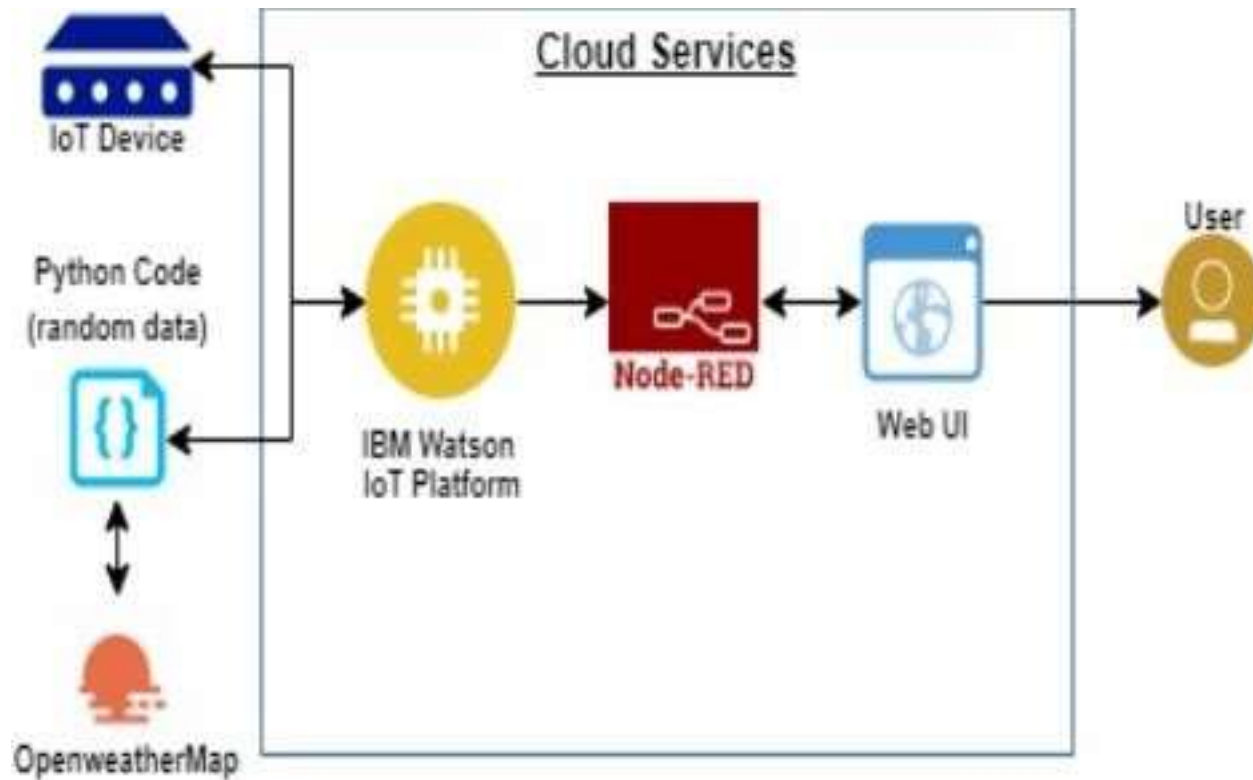 Cloud Services
IoT Device
User
Python Code
(random data)
Node-RED
Web UI
IBM Watson
IoT Platform
OpenweatherMap